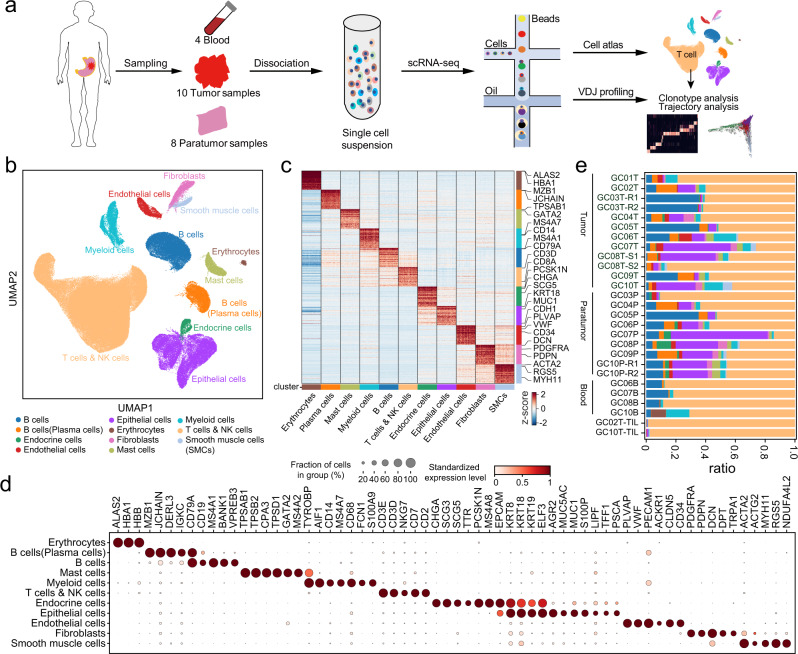 a
4 Blood
Sampling
Dissociation
10 Tumor samples
8 Paratumor samples
Single cell
suspension
scRNA-seq
Beads
Cells
Oil
Cell atlas
VDJ profiling
T cell
Clonotype analysis
Trajectory analysis
b
Fibroblasts
Endothelial cells
Smooth muscle cells
B cells
Myeloid cells
Erythrocytes
Mast cells
B cells
(Plasma cells)
Endocrine cells
T cells & NK cells
Epithelial cells
UMAP2
UMAP1
B cells
B cells(Plasma cells)
Endocrine cells
Endothelial cells
Epithelial cells
Erythrocytes
Fibroblasts
Mast cells
Myeloid cells
T cells & NK cells
Smooth muscle cells
(SMCs)
c
ALAS2
HBA1
MZB1
JCHAIN
TPSAB1
GATA2
MS4A7
CD14
MS4A1
CD79A
CD3D
CD8A
PCSK1N
CHGA
SCG5
KRT18
MUC1
CDH1
PLVAP
VWF
CD34
DCN
PDGFRA
PDPN
ACTA2
RGS5
MYH11
cluster
Erythrocytes
Plasma cells
Mast cells
Myeloid cells
B cells
T cells & NK cells
Endocrine cells
Epithelial cells
Endothelial cells
Fibroblasts
SMCs
z-score
2
0
-2
e
Tumor
GC01T
GC02T
GC03T-R1
GC03T-R2
GC04T
GC05T
GC06T
GC07T
GC08T-S1
GC08T-S2
GC09T
GC10T
Paratumor
GC03P
GC04P
GC05P
GC06P
GC07P
GC08P
GC09P
GC10P-R1
GC10P-R2
Blood
GC06B
GC07B
GC08B
GC10B
GC02T-TIL
GC10T-TIL
0.0 0.2 0.4 0.6 0.8 1.0
ratio
d
Fraction of cells
in group (%)
20 40 60 80 100
Standardized
expression level
0 0.5 1
ALAS2 HBA1 HBB MZB1 JCHAIN DERL3 IGKC CD79A CD19 MS4A1 BANK1 VPREB3 TPSAB1 TPSB2 CPA3 TPSD1 GATA2 MS4A2 TYROBP AIF1 CD14 MS4A7 CD68 FCN1 S100A9 CD3E CD3D NKG7 CD7 CD2 CHGA SCG3 SCG5 TTR PCSK1N MS4A8 EPCAM KRT8 KRT18 KRT19 ELF3 AGR2 MUC5AC MUC1 S100P LIPF TFF1 PSCA PLVAP VWF PECAM1 ACKR1 CLDN5 CD34 PDGFRA PDPN DCN DPT TRPA1 ACTA2 ACTG2 MYH11 RGS5 NDUFA4L2
Erythrocytes
B cells(Plasma cells)
B cells
Mast cells
Myeloid cells
T cells & NK cells
Endocrine cells
Epithelial cells
Endothelial cells
Fibroblasts
Smooth muscle cells